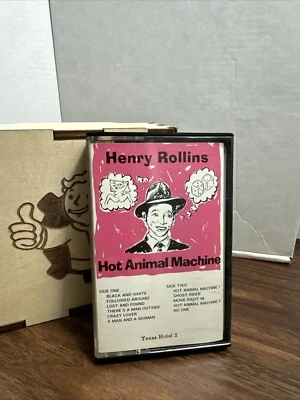 Henry Rollins
Hot Animal Machine
SIDE ONE
BLACK AND WHITE
FOLLOWED AROUND
LOST AND FOUND
THERE'S A MAN OUTSIDE
CRAZY LOVER
A MAN AND A WOMAN
SIDE TWO
HOT ANIMAL MACHINE 1
GHOST RIDER
MOVE RIGHT IN
HOT ANIMAL MACHINE 2
NO ONE
Texas Hotel 2